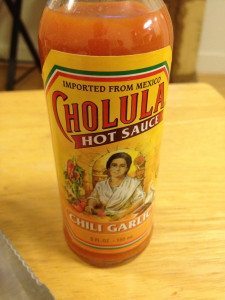 IMPORTED FROM MEXICO
CHOLULA
HOT SAUCE
CHILI GARLIC